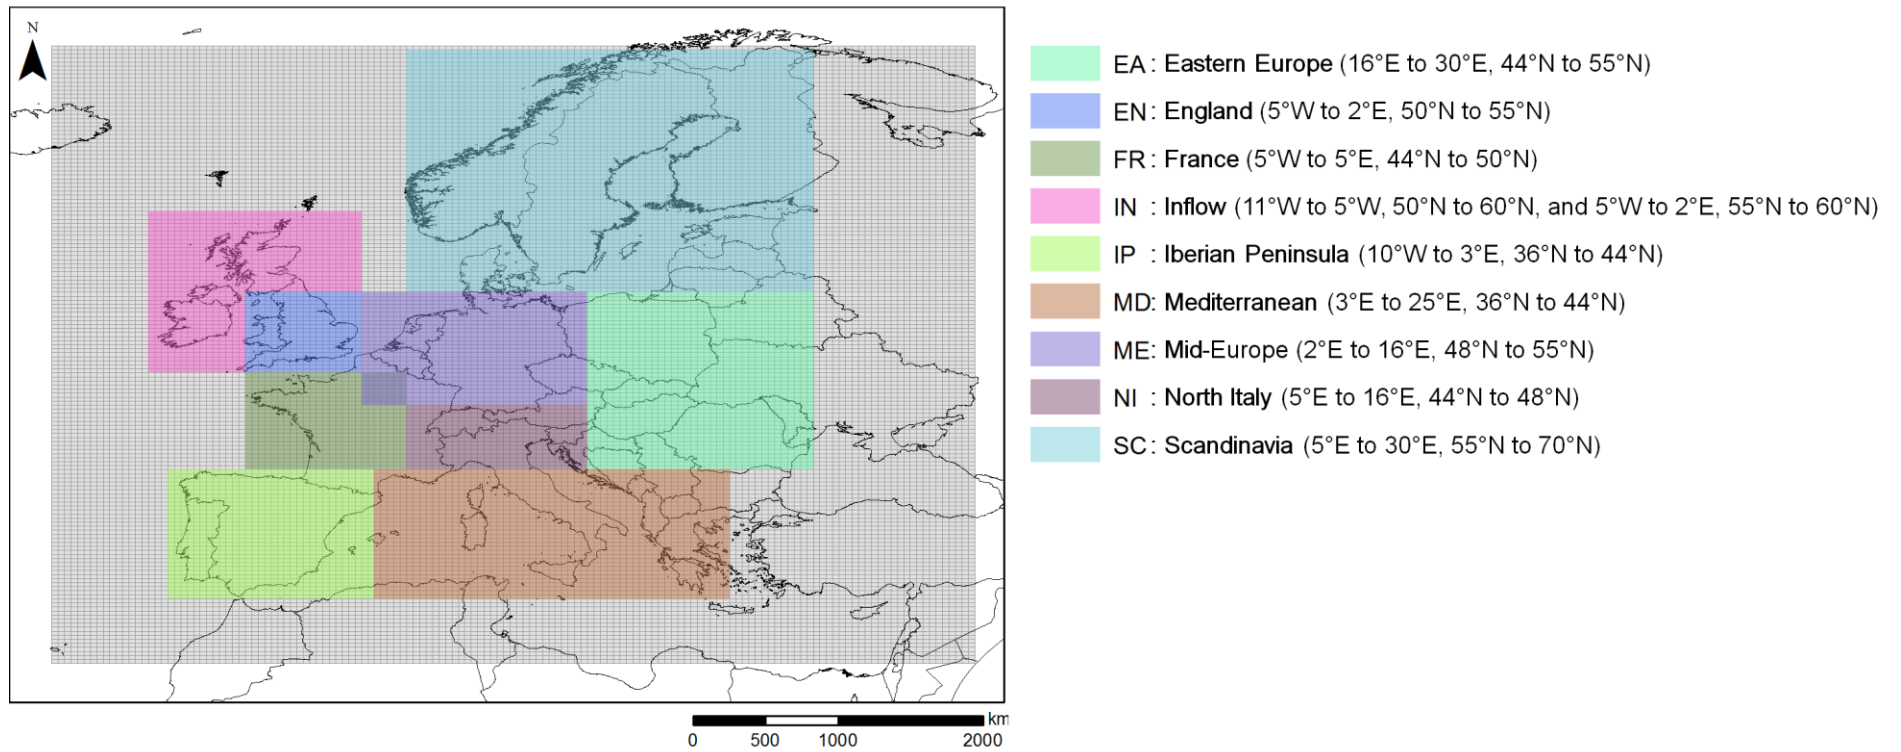 N
EA : Eastern Europe (16°E to 30°E, 44°N to 55°N)
EN: England (5°W to 2°E, 50°N to 55°N)
FR : France (5°W to 5°E, 44°N to 50°N)
IN : Inflow (11°W to 5°W, 50°N to 60°N, and 5°W to 2°E, 55°N to 60°N)
IP : Iberian Peninsula (10°W to 3°E, 36°N to 44°N)
MD: Mediterranean (3°E to 25°E, 36°N to 44°N)
ME: Mid-Europe (2°E to 16°E, 48°N to 55°N)
NI : North Italy (5°E to 16°E, 44°N to 48°N)
SC: Scandinavia (5°E to 30°E, 55°N to 70°N)
km
0 500 1000 2000